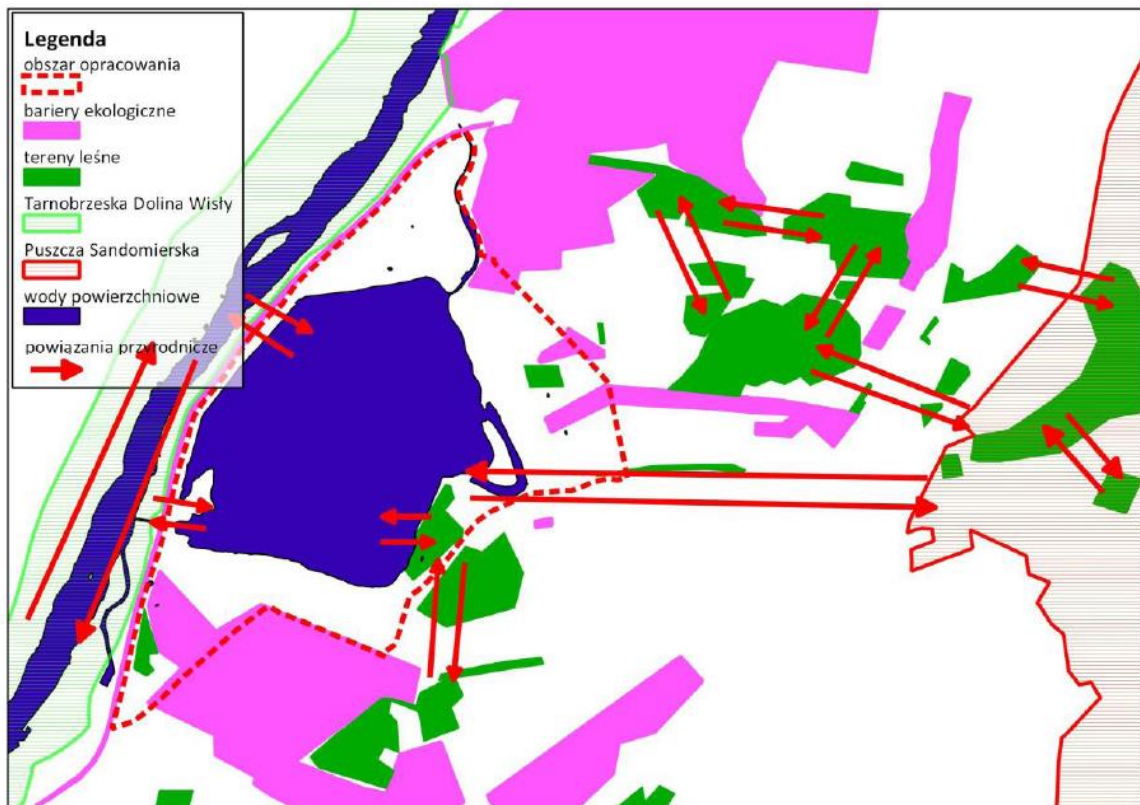 Legenda
obszar opracowania
bariery ekologiczne
tereny leśne
Tarnobrzeska Dolina Wisły
Puszcza Sandomierska
wody powierzchniowe
powiązania przyrodnicze